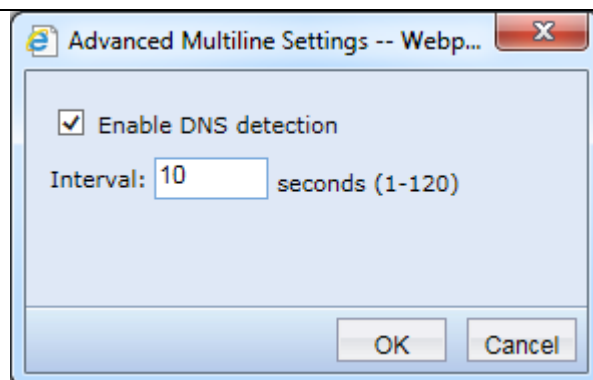 Advanced Multiline Settings -- Webp...
Enable DNS detection
Interval: 10 seconds (1-120)
OK Cancel